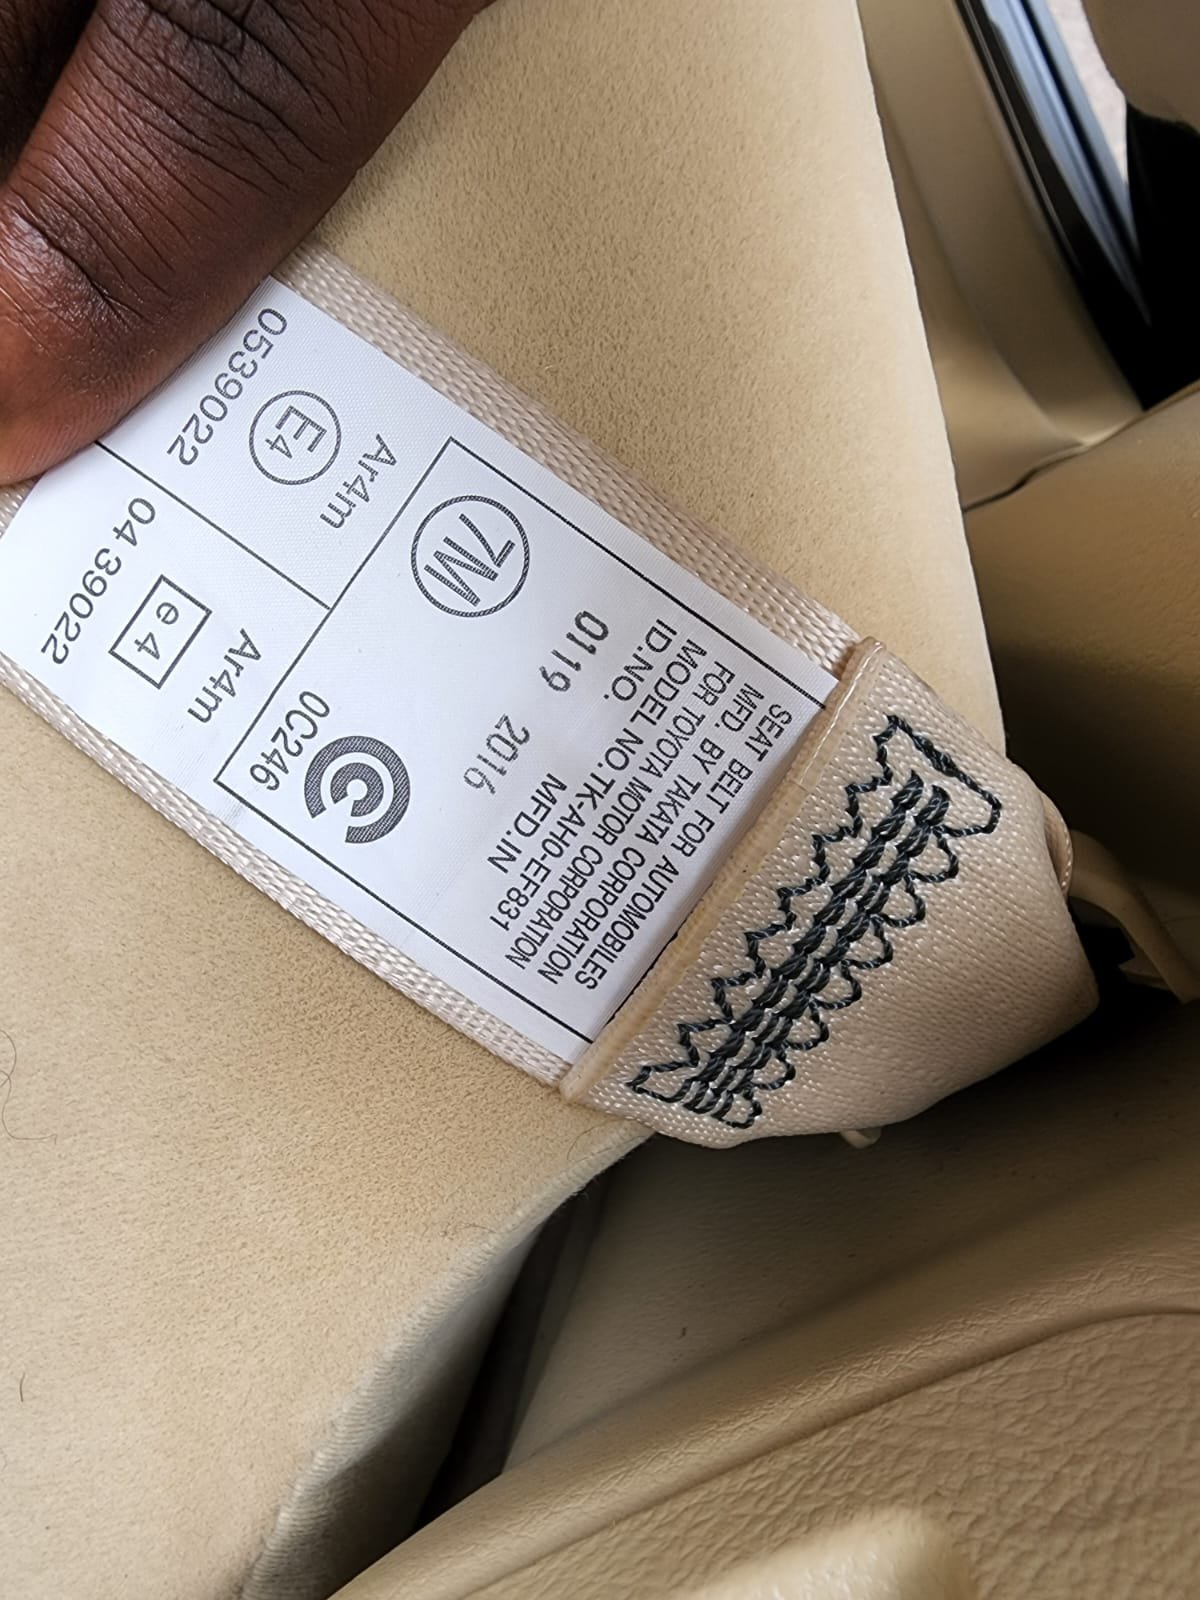 SEAT BELT FOR AUTOMOBILES
MFD. BY TAKATA CORPORATION
FOR TOYOTA MOTOR CORPORATION
MODEL NO.TK-AH0-EF831
ID.NO. MFD.IN
0119 2016
7M
0C246
Ar4m
E4
0539022
Ar4m
e4
04 39022